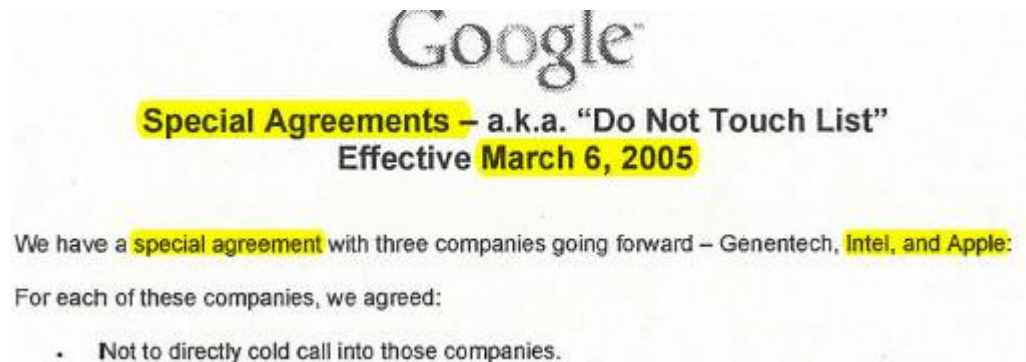 Google™
Special Agreements – a.k.a. “Do Not Touch List”
Effective March 6, 2005
We have a special agreement with three companies going forward – Genentech, Intel, and Apple:
For each of these companies, we agreed:
• Not to directly cold call into those companies.